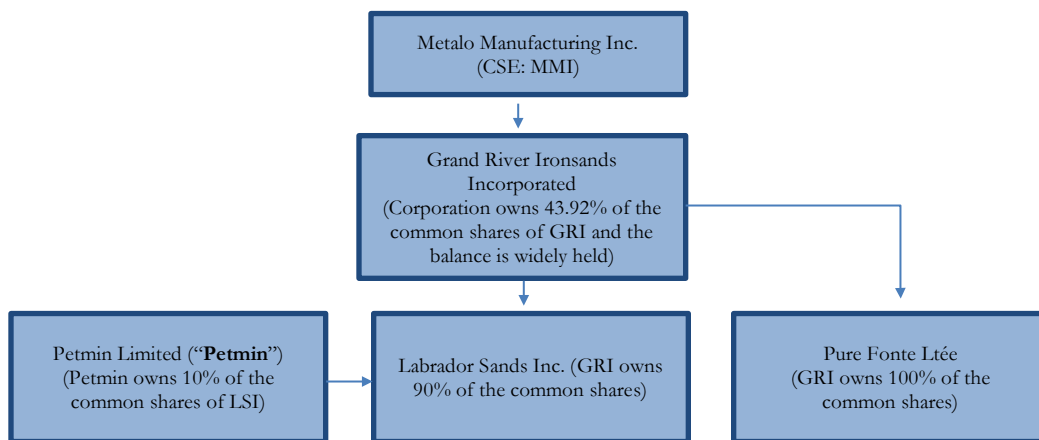 Metalo Manufacturing Inc.
(CSE: MMI)
Grand River Ironsands
Incorporated
(Corporation owns 43.92% of the
common shares of GRI and the
balance is widely held)
Petmin Limited (“Petmin”)
(Petmin owns 10% of the
common shares of LSI)
Labrador Sands Inc. (GRI owns
90% of the common shares)
Pure Fonte Ltée
(GRI owns 100% of the
common shares)